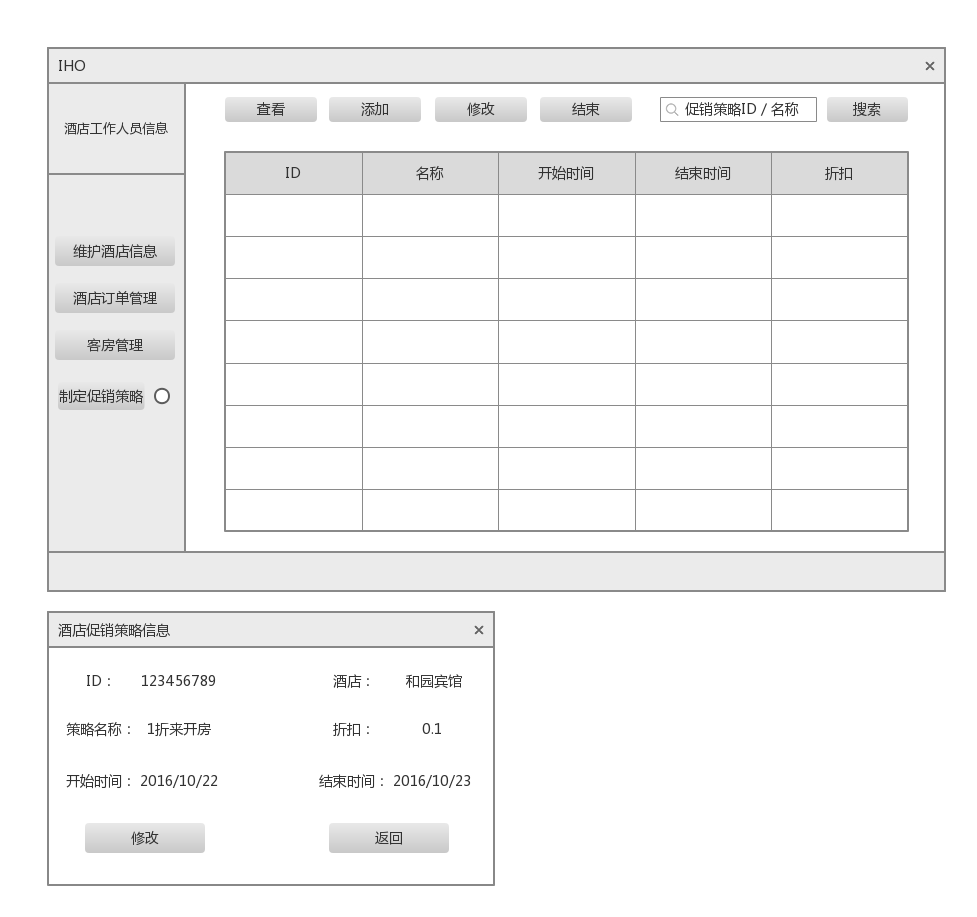 IHO ×
酒店工作人员信息
查看 添加 修改 结束 促销策略ID / 名称 搜索
ID 名称 开始时间 结束时间 折扣
维护酒店信息
酒店订单管理
客房管理
制定促销策略
酒店促销策略信息 ×
ID： 123456789 酒店： 和园宾馆
策略名称： 1折来开房 折扣： 0.1
开始时间： 2016/10/22 结束时间： 2016/10/23
修改 返回